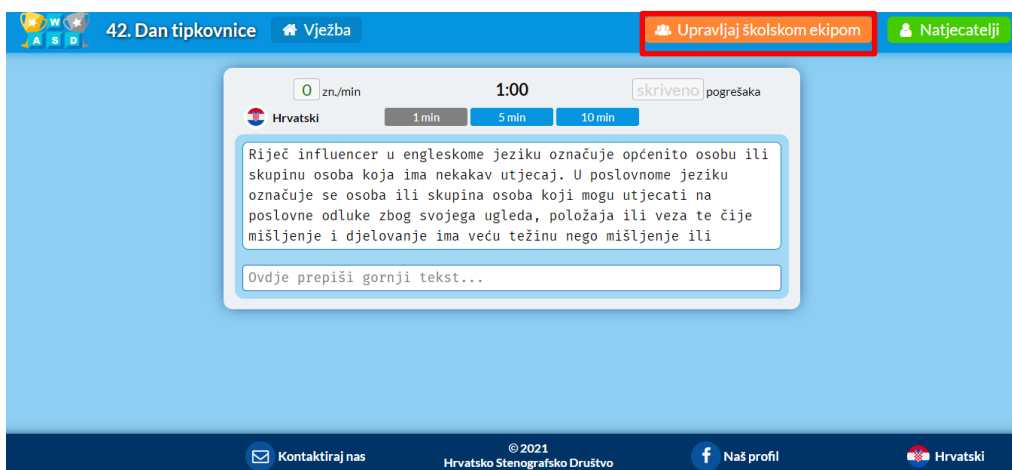 W
A S D
42. Dan tipkovnice
Vježba
Upravljaj školskom ekipom
Natjecatelji
0 zn./min
1:00
skriveno pogrešaka
Hrvatski
1 min
5 min
10 min
Riječ influencer u engleskome jeziku označuje općenito osobu ili
skupinu osoba koja ima nekakav utjecaj. U poslovnome jeziku
označuje se osoba ili skupina osoba koji mogu utjecati na
poslovne odluke zbog svojega ugleda, položaja ili veza te čije
mišljenje i djelovanje ima veću težinu nego mišljenje ili
Ovdje prepiši gornji tekst...
Kontaktiraj nas
© 2021
Hrvatsko Stenografsko Društvo
Naš profil
Hrvatski